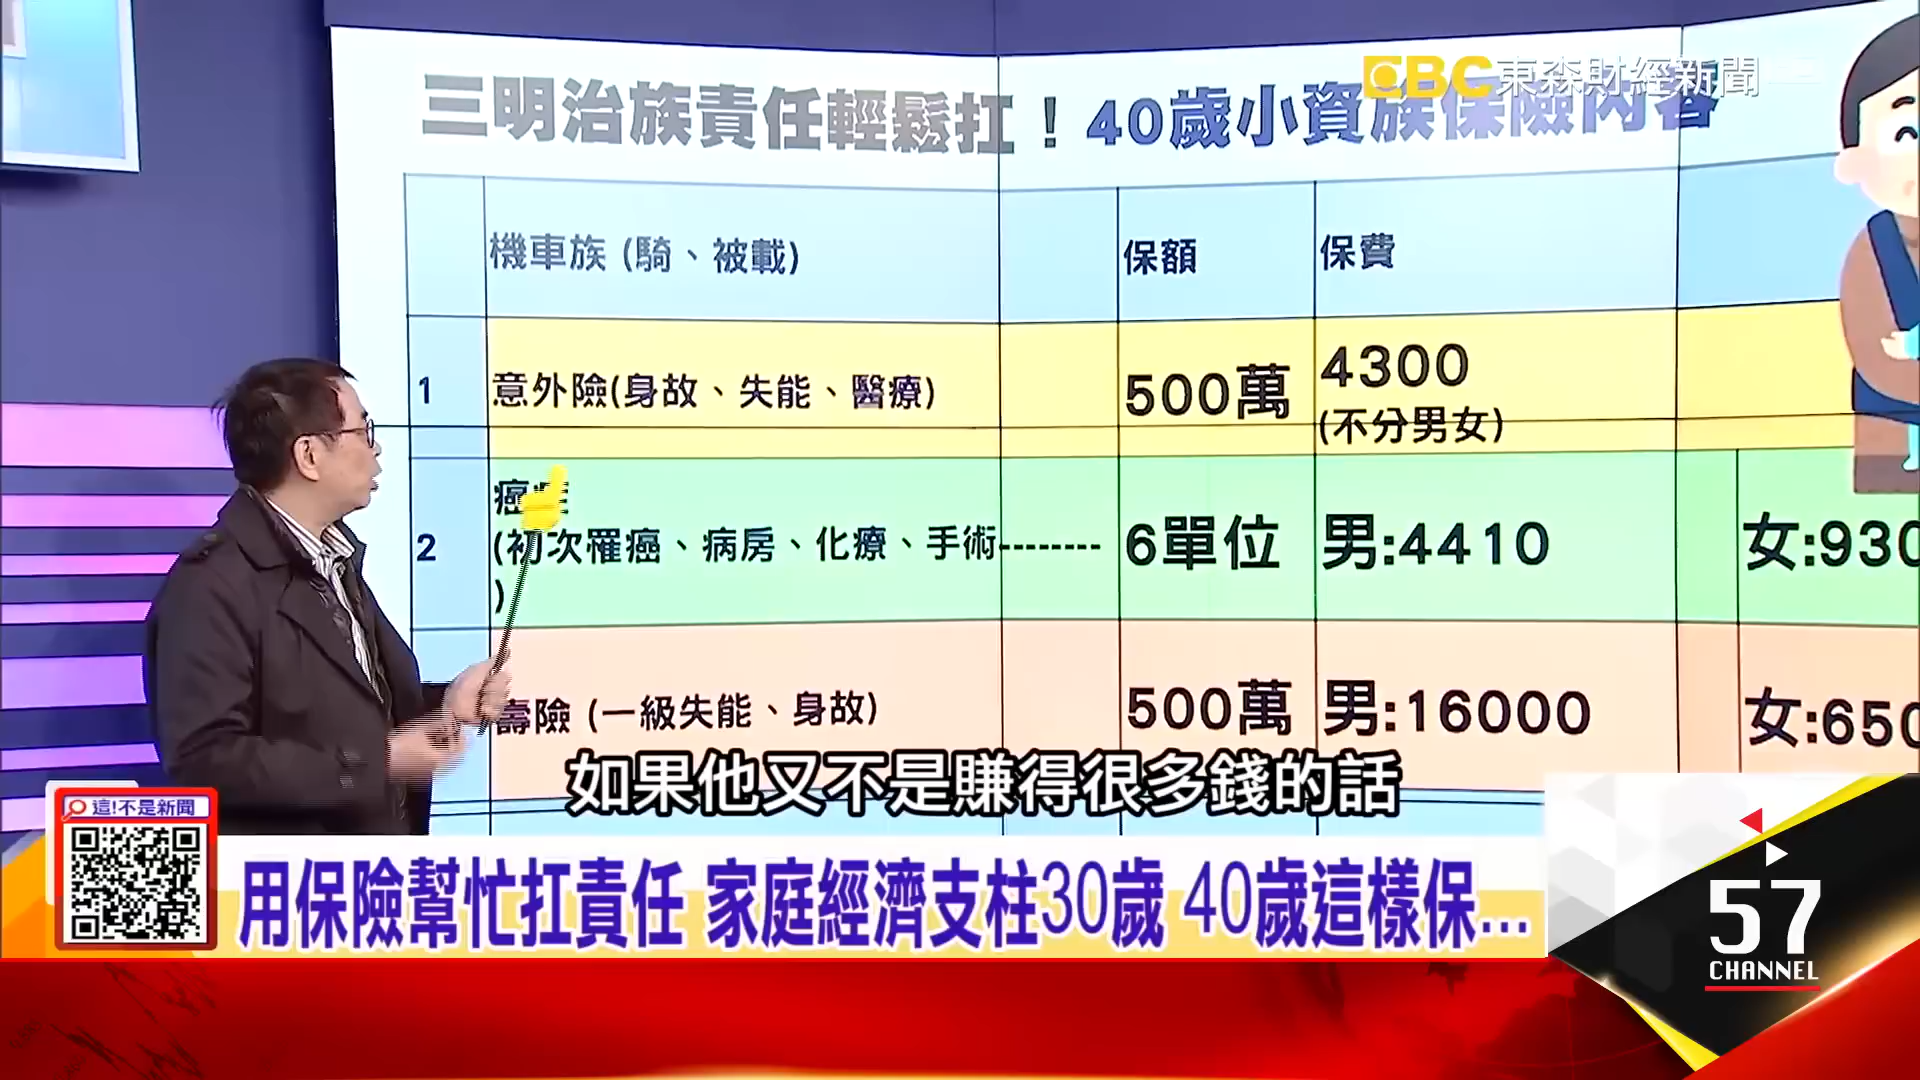 EBC 東森財經新聞
三明治族責任輕鬆扛！40歲小資族保險內容
機車族 (騎、被載) 保額 保費
1 意外險(身故、失能、醫療) 500萬 4300
(不分男女)
癌症
2 (初次罹癌、病房、化療、手術-------- 6單位 男:4410 女:930
)
壽險 (一級失能、身故) 500萬 男:16000 女:650
如果他又不是賺得很多錢的話
這!不是新聞
用保險幫忙扛責任 家庭經濟支柱30歲 40歲這樣保...
57
CHANNEL